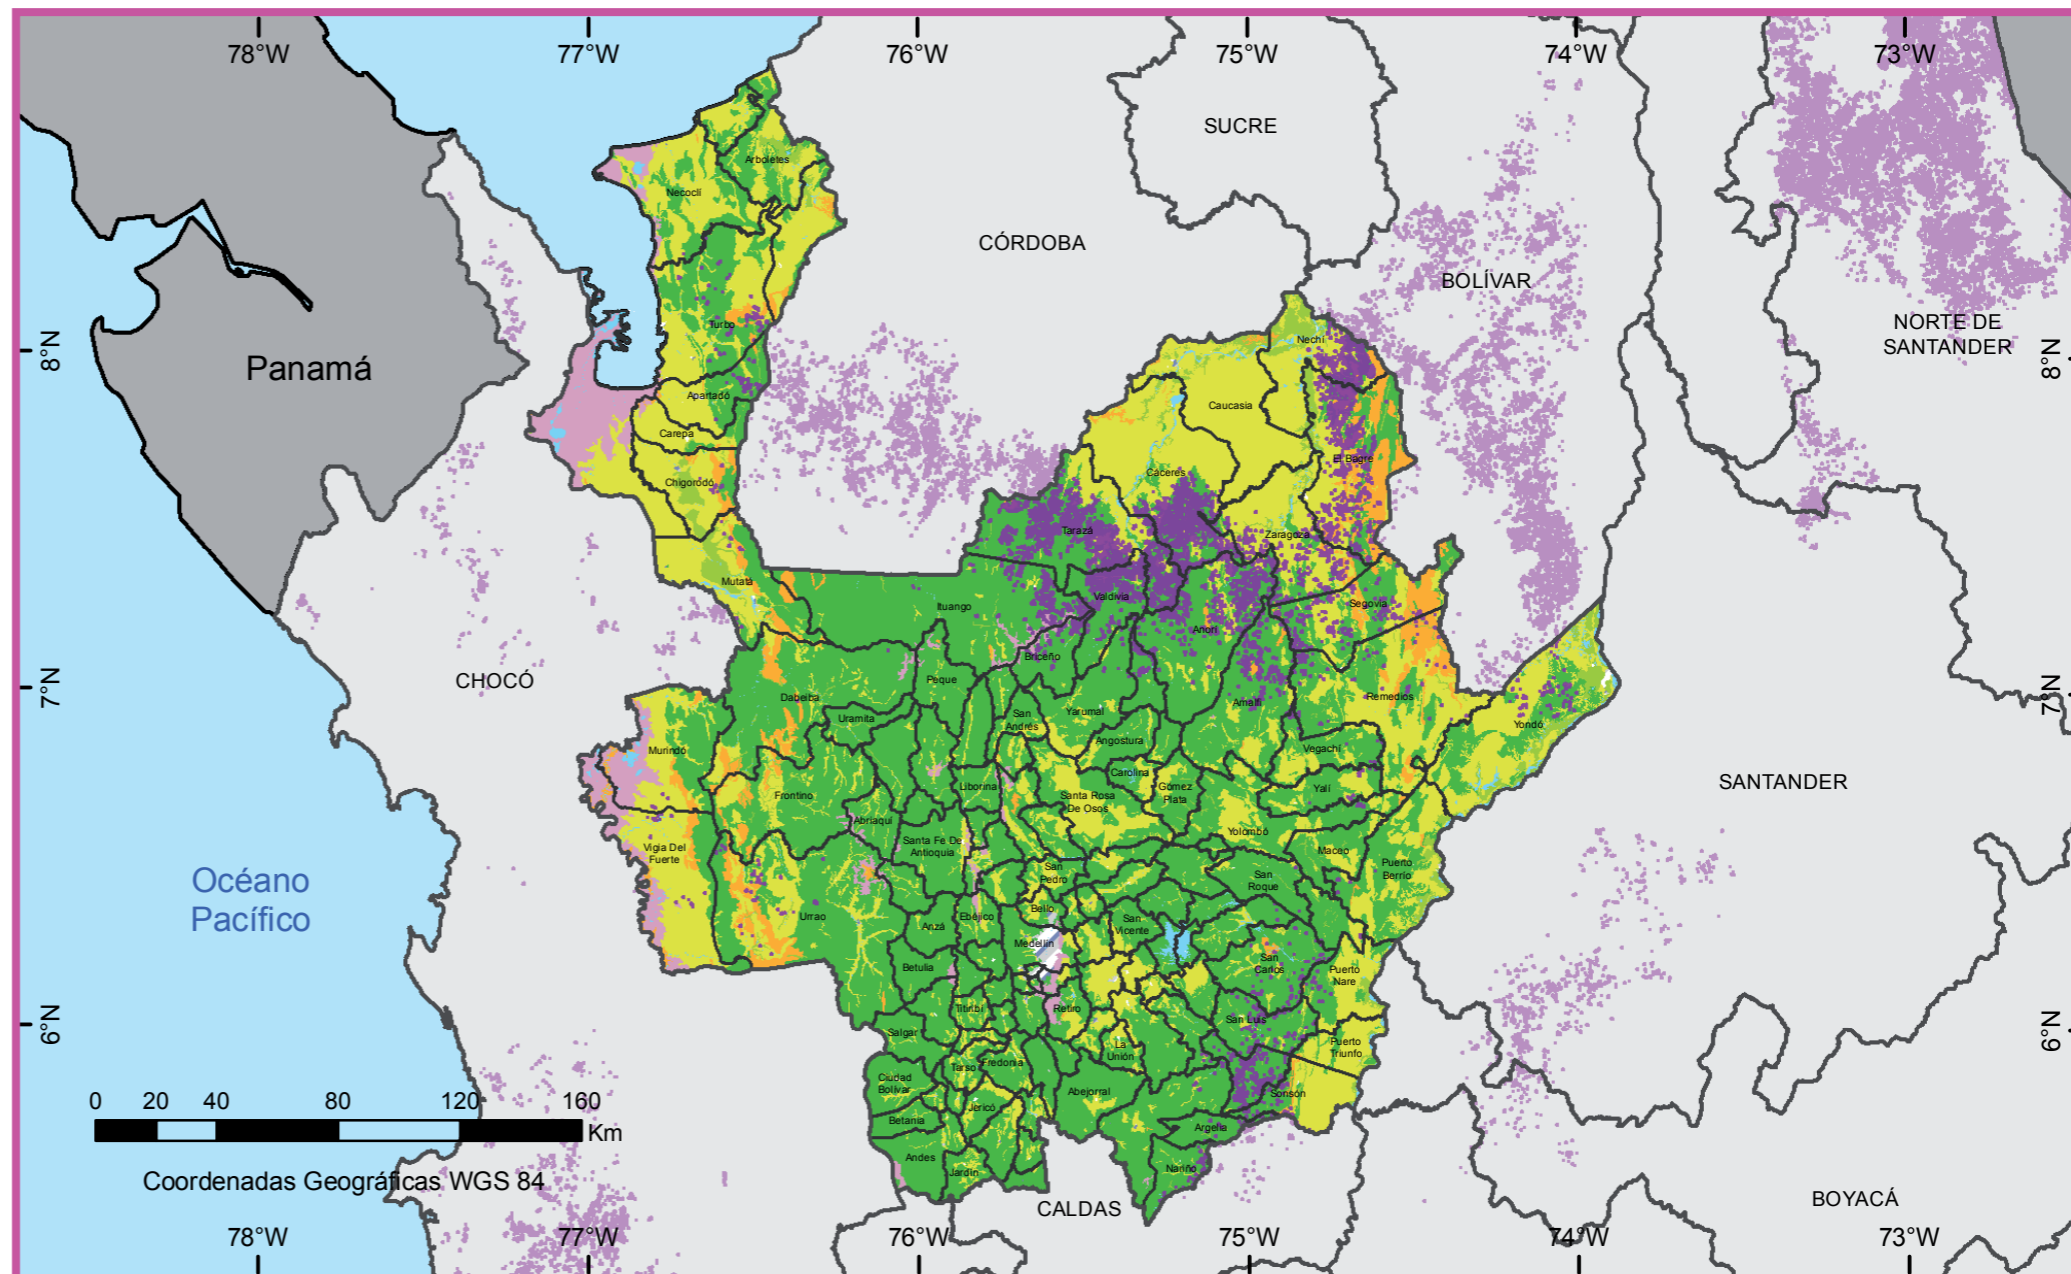 78°W
77°W
76°W
75°W
74°W
73°W
SUCRE
Arboletes
Necoclí
CÓRDOBA
BOLÍVAR
NORTE DE
SANTANDER
8°N
Panamá
Turbo
Nechí
8°N
Apartadó
Caucasia
Carepa
Chigorodó
Cáceres
El Bagre
Tarazá
Zaragoza
Mutatá
Ituango
Valdivia
Segovia
Anorí
Briceño
CHOCÓ
Peque
7°N
Dabeiba
Uramita
San
Andrés
Yarumal
Amalfi
Remedios
7°N
Yondó
Murindó
Angostura
Vegachí
Carolina
SANTANDER
Frontino
Liborina
Santa Rosa
De Osos
Gómez
Plata
Yalí
Abriaquí
Santa Fe De
Antioquia
Yolombó
Vigía Del
Fuerte
Maceo
Puerto
Berrío
San
Pedro
San
Roque
Océano
Pacífico
Urrao
Anzá
Ebéjico
Bello
San
Vicente
Medellín
Betulia
San
Carlos
Puerto
Nare
6°N
Titiribí
Retiro
San Luis
Salgar
La
Unión
Puerto
Triunfo
6°N
Tarso
Fredonia
Ciudad
Bolívar
Abejorral
Sonsón
0 20 40 80 120 160
Km
Jericó
Betania
Argelia
Andes
Jardín
Nariño
Coordenadas Geográficas WGS 84
CALDAS
BOYACÁ
78°W
77°W
76°W
75°W
74°W
73°W